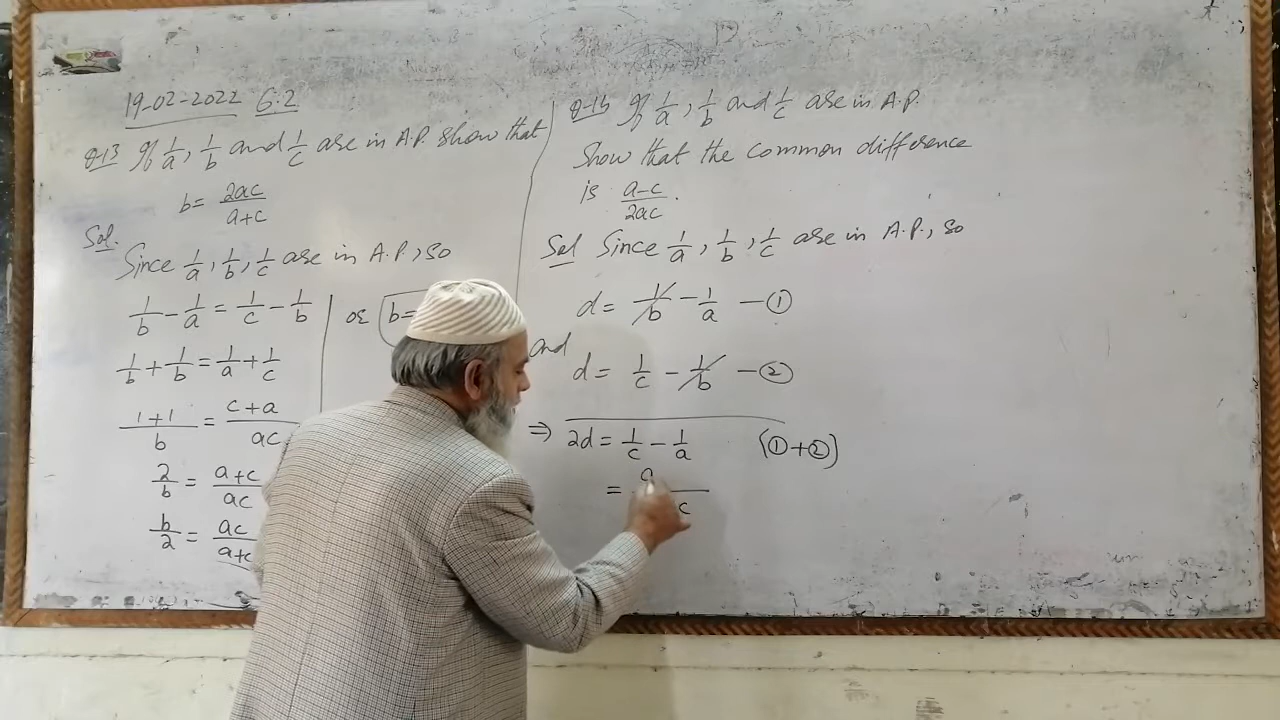 19-02-2022 6.2
Q-13 If 1/a, 1/b and 1/c are in A.P. show that
b = 2ac/a+c
Sol.
Since 1/a, 1/b, 1/c are in A.P., so
1/b - 1/a = 1/c - 1/b
1/b + 1/b = 1/a + 1/c
1+1/b = c+a/ac
2/b = a+c/ac
b/2 = ac/a+c
or b=
If 1/a, 1/b and 1/c are in A.P.
Show that the common difference
is a-c/2ac.
Sol Since 1/a, 1/b, 1/c are in A.P., so
d = 1/b - 1/a - ①
and
d = 1/c - 1/b - ②
⇒ 2d = 1/c - 1/a (①+②)
= a/ c